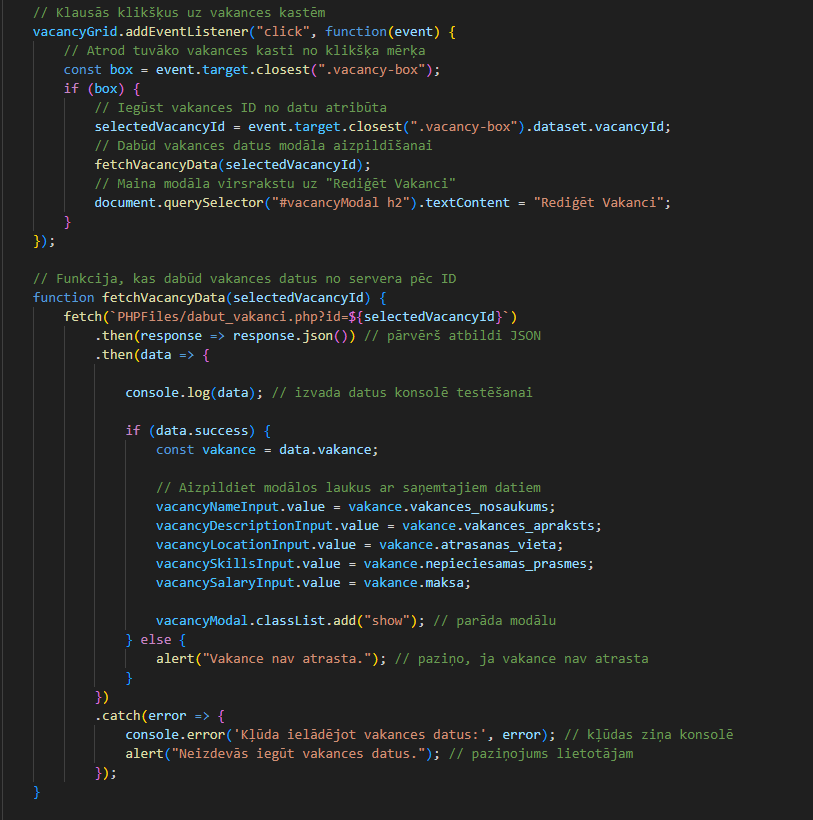 // Klausās klikšķus uz vakances kastēm
vacancyGrid.addEventListener("click", function(event) {
// Atrod tuvāko vakances kasti no klikšķa mērķa
const box = event.target.closest(".vacancy-box");
if (box) {
// Iegūst vakances ID no datu atribūta
selectedVacancyId = event.target.closest(".vacancy-box").dataset.vacancyId;
// Dabūd vakances datus modāla aizpildīšanai
fetchVacancyData(selectedVacancyId);
// Maina modāla virsrakstu uz "Rediģēt Vakanci"
document.querySelector("#vacancyModal h2").textContent = "Rediģēt Vakanci";
}
});
// Funkcija, kas dabūd vakances datus no servera pēc ID
function fetchVacancyData(selectedVacancyId) {
fetch(`PHPFiles/dabut_vakanci.php?id=${selectedVacancyId}`)
.then(response => response.json()) // pārvērš atbildi JSON
.then(data => {
console.log(data); // izvada datus konsolē testēšanai
if (data.success) {
const vakance = data.vakance;
// Aizpildiet modālos laukus ar saņemtajiem datiem
vacancyNameInput.value = vakance.vakances_nosaukums;
vacancyDescriptionInput.value = vakance.vakances_apraksts;
vacancyLocationInput.value = vakance.atrasanas_vieta;
vacancySkillsInput.value = vakance.nepieciesamas_prasmes;
vacancySalaryInput.value = vakance.maksa;
vacancyModal.classList.add("show"); // parāda modālu
} else {
alert("Vakance nav atrasta."); // paziņo, ja vakance nav atrasta
}
})
.catch(error => {
console.error('Kļūda ielādējot vakances datus:', error); // kļūdas ziņa konsolē
alert("Neizdevās iegūt vakances datus."); // paziņojums lietotājam
});
}